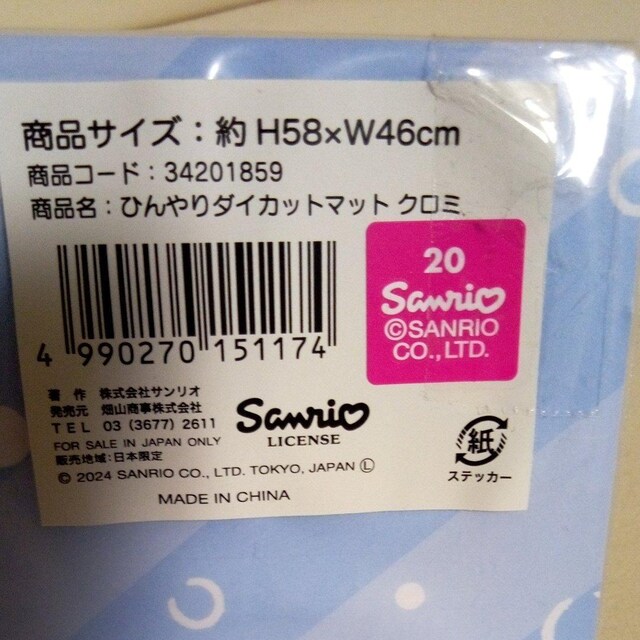 商品サイズ：約 H58×W46cm
商品コード：34201859
商品名：ひんやりダイカットマット クロミ
4 990270 151174
20
Sanrio
©SANRIO
CO.,LTD.
著 作 株式会社サンリオ
発売元 畑山商事株式会社
TEL 03 (3677) 2611
FOR SALE IN JAPAN ONLY
販売地域:日本限定
© 2024 SANRIO CO., LTD. TOKYO, JAPAN Ⓛ
MADE IN CHINA
Sanrio
LICENSE
紙
ステッカー